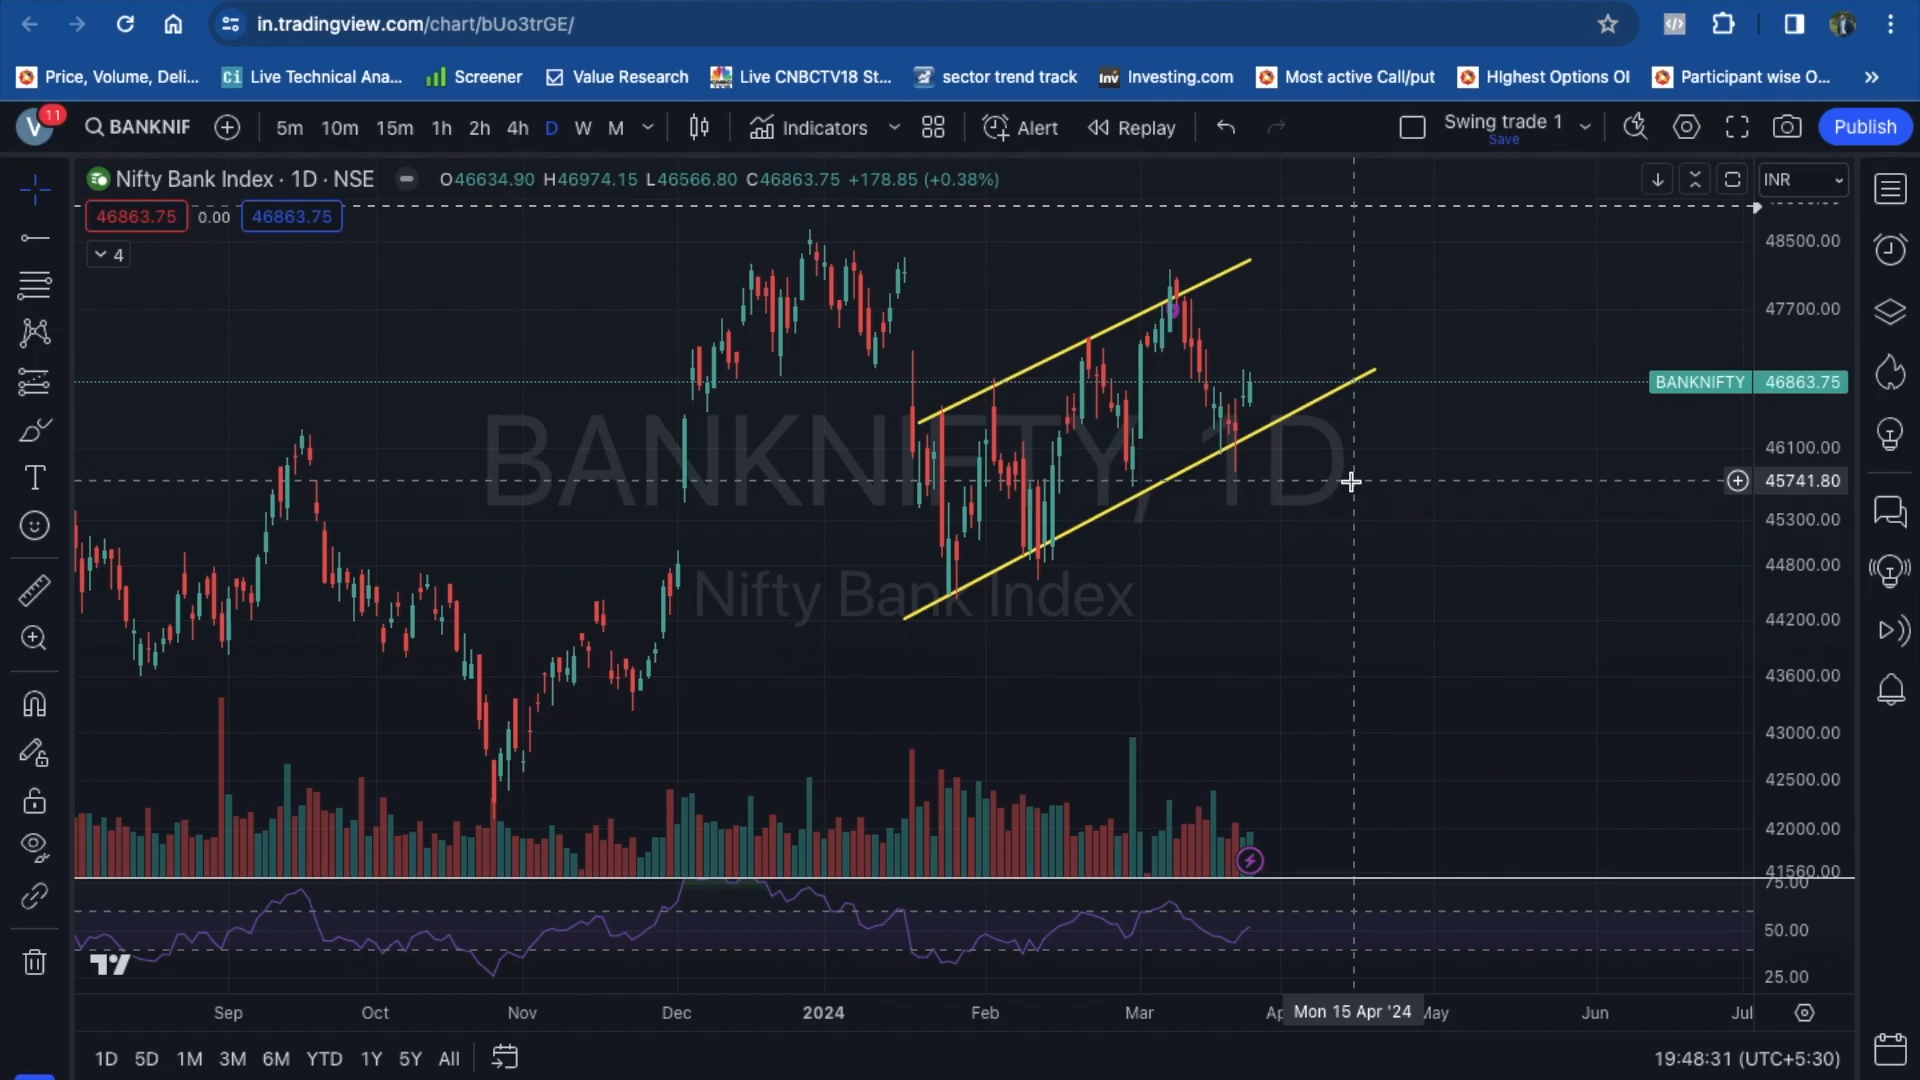 in.tradingview.com/chart/bUo3trGE/
Price, Volume, Deli... Ci Live Technical Ana... Screener Value Research Live CNBCTV18 St... sector trend track Inv Investing.com Most active Call/put HIghest Options OI Participant wise O... »
V 11 BANKNIF 5m 10m 15m 1h 2h 4h D W M Indicators Alert Replay Swing trade 1 Save Publish
Nifty Bank Index · 1D · NSE O46634.90 H46974.15 L46566.80 C46863.75 +178.85 (+0.38%) INR
46863.75 0.00 46863.75
4
48500.00
47700.00
BANKNIFTY 46863.75
46100.00
BANKNIFTY, 1D
45741.80
45300.00
44800.00
Nifty Bank Index
44200.00
43600.00
43000.00
42500.00
42000.00
41560.00
75.00
50.00
25.00
Sep Oct Nov Dec 2024 Feb Mar Ap Mon 15 Apr '24 May Jun Jul
1D 5D 1M 3M 6M YTD 1Y 5Y All 19:48:31 (UTC+5:30)